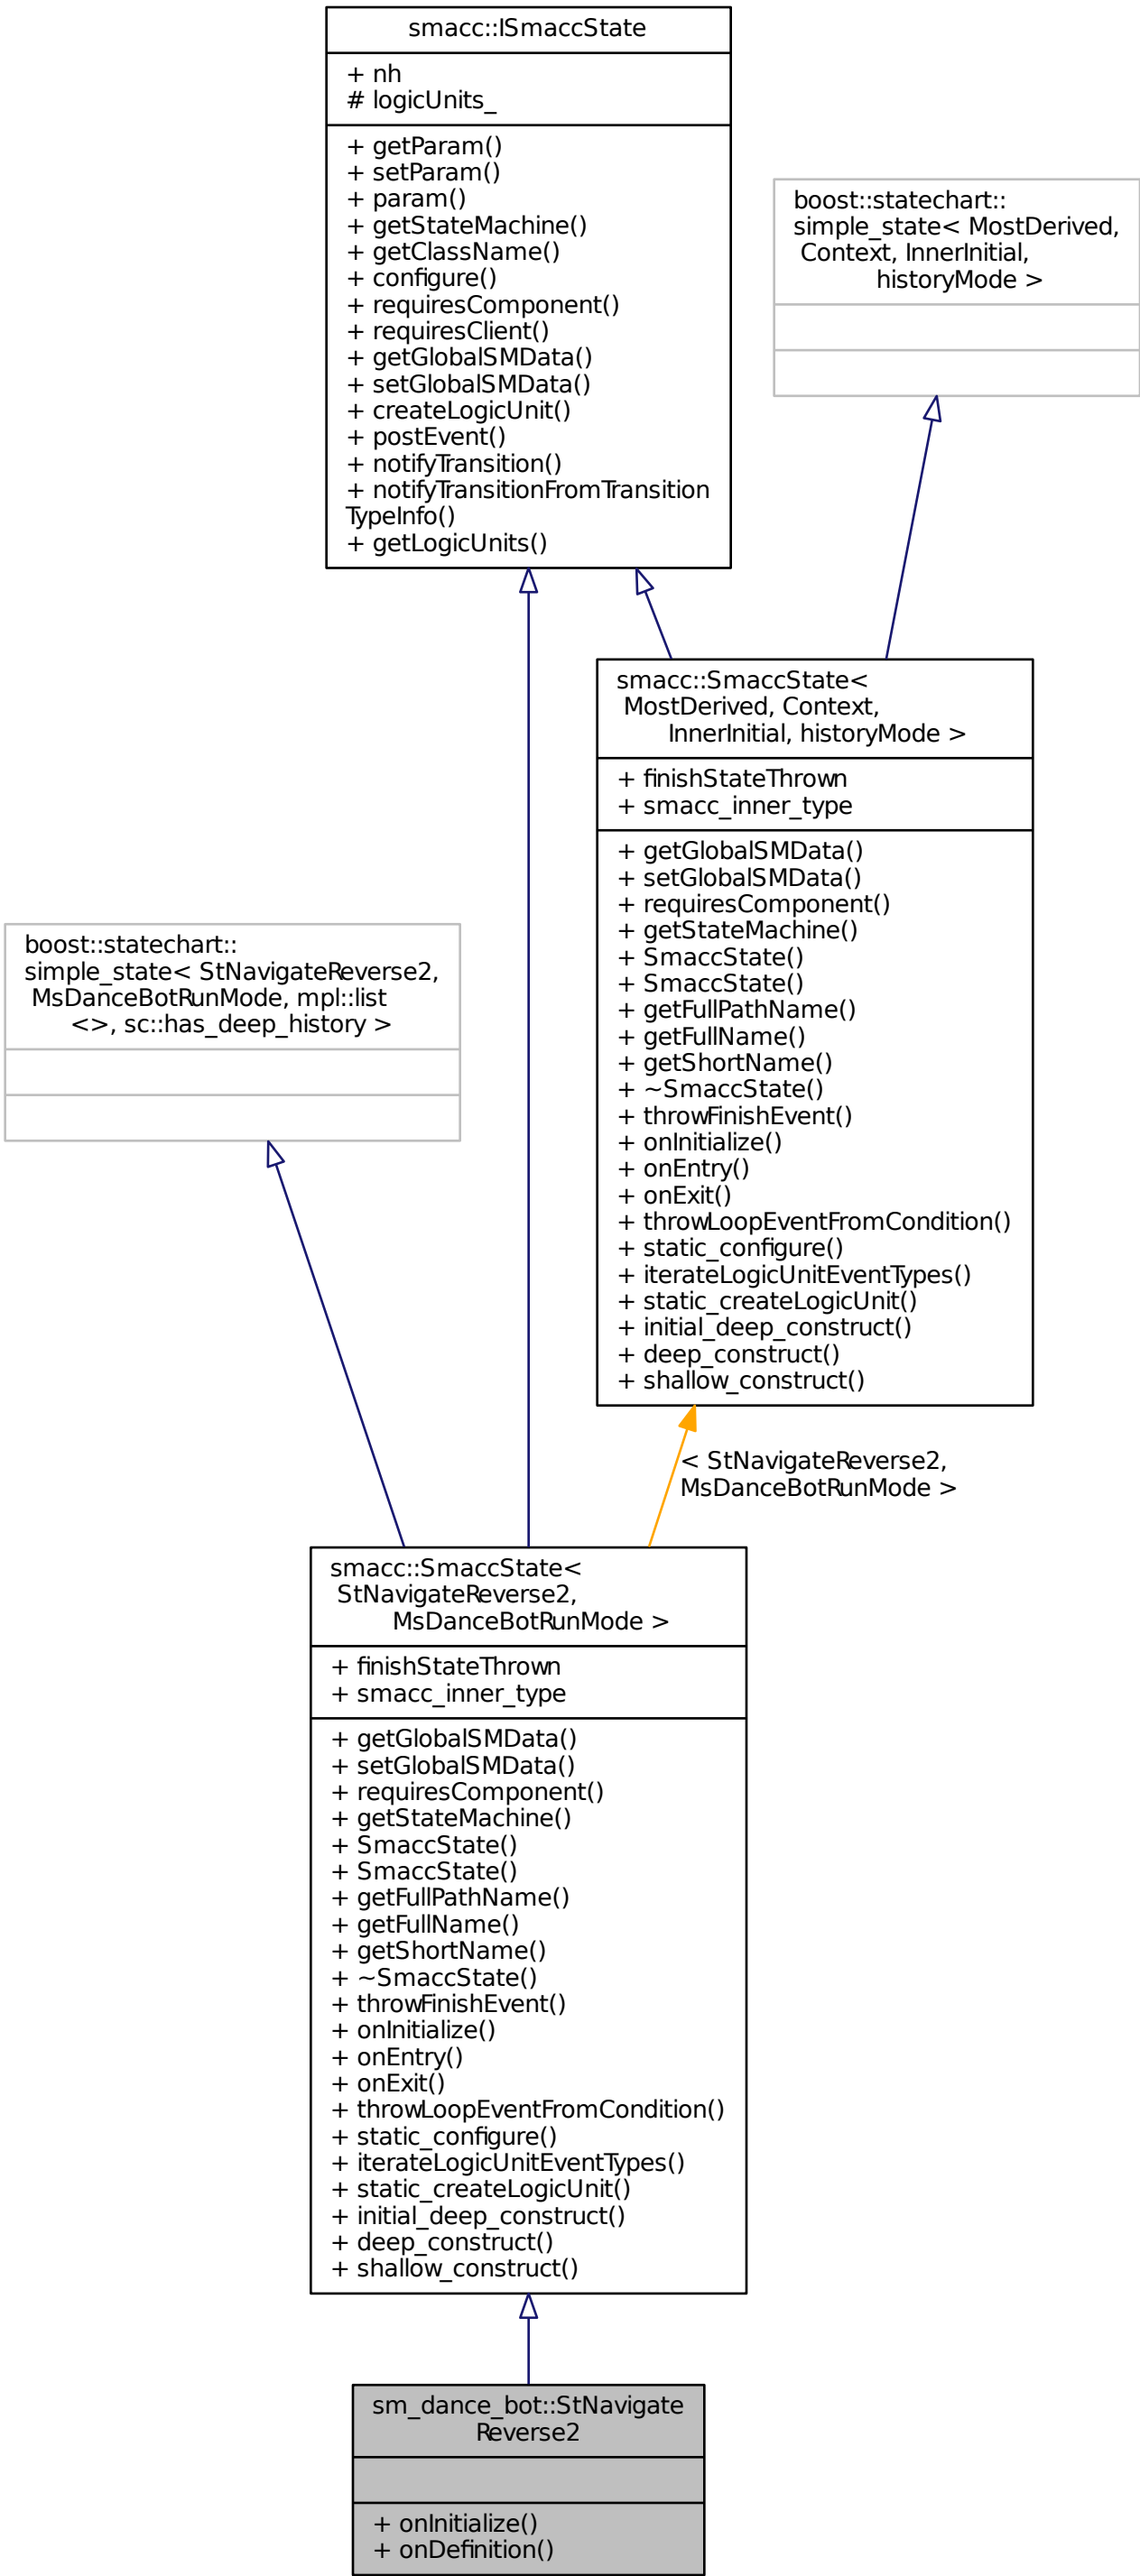 smacc::ISmaccState
+ nh
# logicUnits_
+ getParam()
+ setParam()
+ param()
+ getStateMachine()
+ getClassName()
+ configure()
+ requiresComponent()
+ requiresClient()
+ getGlobalSMData()
+ setGlobalSMData()
+ createLogicUnit()
+ postEvent()
+ notifyTransition()
+ notifyTransitionFromTransition
TypeInfo()
+ getLogicUnits()
boost::statechart::
simple_state< MostDerived,
Context, InnerInitial,
historyMode >
smacc::SmaccState<
MostDerived, Context,
InnerInitial, historyMode >
+ finishStateThrown
+ smacc_inner_type
+ getGlobalSMData()
+ setGlobalSMData()
+ requiresComponent()
+ getStateMachine()
+ SmaccState()
+ SmaccState()
+ getFullPathName()
+ getFullName()
+ getShortName()
+ ~SmaccState()
+ throwFinishEvent()
+ onInitialize()
+ onEntry()
+ onExit()
+ throwLoopEventFromCondition()
+ static_configure()
+ iterateLogicUnitEventTypes()
+ static_createLogicUnit()
+ initial_deep_construct()
+ deep_construct()
+ shallow_construct()
boost::statechart::
simple_state< StNavigateReverse2,
MsDanceBotRunMode, mpl::list
<>, sc::has_deep_history >
< StNavigateReverse2,
MsDanceBotRunMode >
smacc::SmaccState<
StNavigateReverse2,
MsDanceBotRunMode >
+ finishStateThrown
+ smacc_inner_type
+ getGlobalSMData()
+ setGlobalSMData()
+ requiresComponent()
+ getStateMachine()
+ SmaccState()
+ SmaccState()
+ getFullPathName()
+ getFullName()
+ getShortName()
+ ~SmaccState()
+ throwFinishEvent()
+ onInitialize()
+ onEntry()
+ onExit()
+ throwLoopEventFromCondition()
+ static_configure()
+ iterateLogicUnitEventTypes()
+ static_createLogicUnit()
+ initial_deep_construct()
+ deep_construct()
+ shallow_construct()
sm_dance_bot::StNavigate
Reverse2
+ onInitialize()
+ onDefinition()